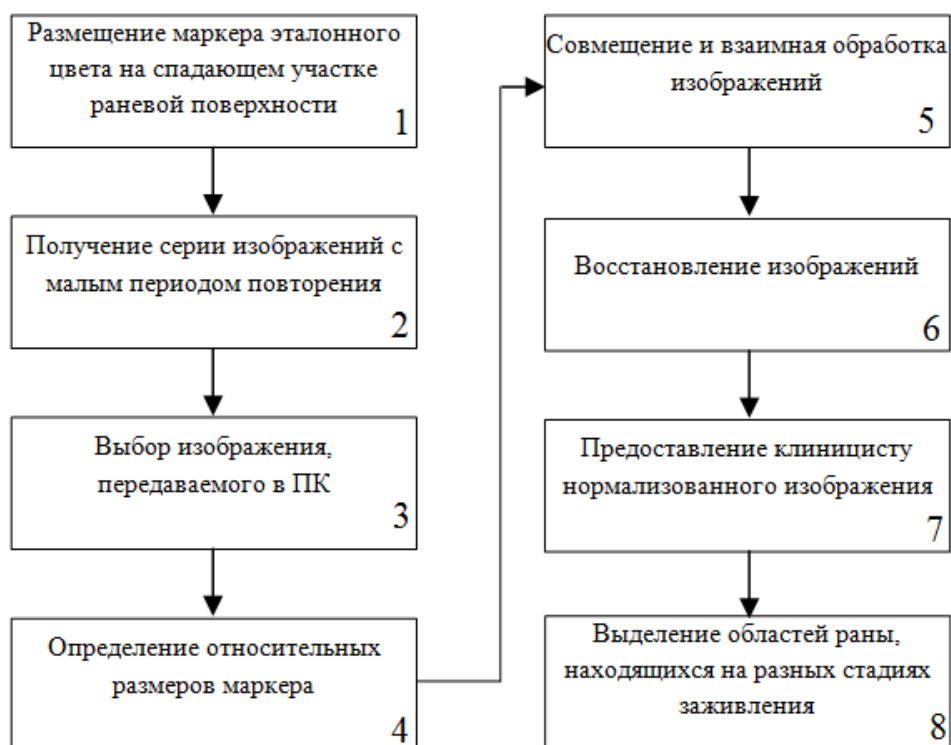 Размещение маркера эталонного
цвета на спадающем участке
раневой поверхности
1
Получение серии изображений с
малым периодом повторения
2
Выбор изображения,
передаваемого в ПК
3
Определение относительных
размеров маркера
4
Совмещение и взаимная обработка
изображений
5
Восстановление изображений
6
Предоставление клиницисту
нормализованного изображения
7
Выделение областей раны,
находящихся на разных стадиях
заживления
8